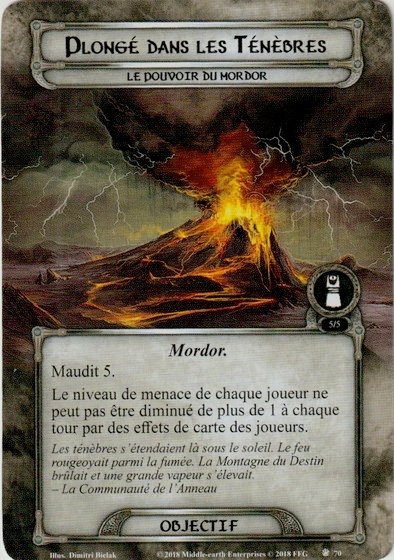 Plongé dans les Ténèbres
Le Pouvoir du Mordor
5/5
Mordor.
Maudit 5.
Le niveau de menace de chaque joueur ne
peut pas être diminué de plus de 1 à chaque
tour par des effets de carte des joueurs.
Les ténèbres s'étendaient là sous le soleil. Le feu
rougeoyait parmi la fumée. La Montagne du Destin
brûlait et une grande vapeur s'élevait.
– La Communauté de l'Anneau
Objectif
Illus. Dimitri Bielak
©2018 Middle-earth Enterprises ©2018 FFG
70